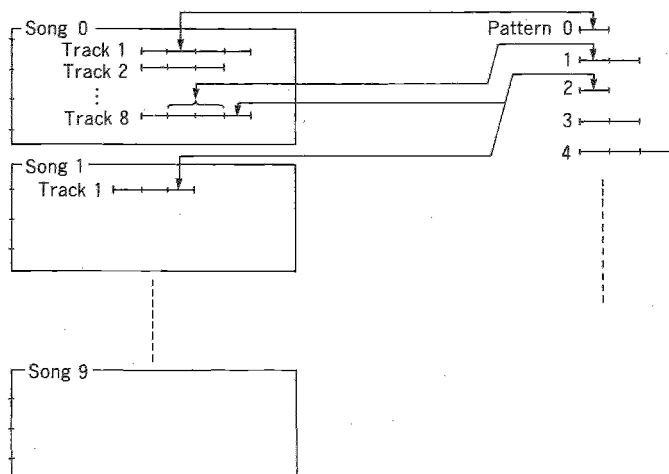 Song 0
Track 1
Track 2
⋮
Track 8
Song 1
Track 1
Song 9
Pattern 0
1
2
3
4